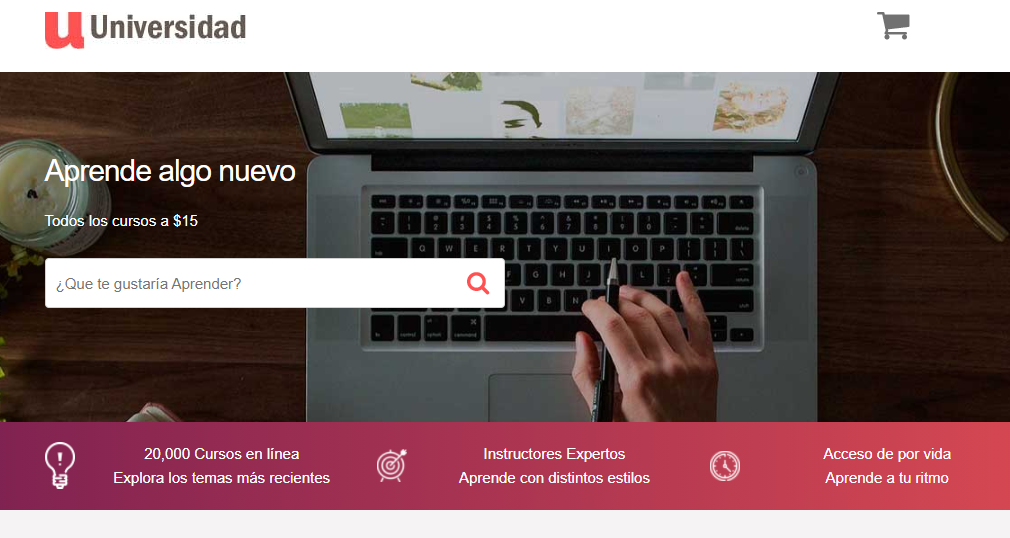 u Universidad
Aprende algo nuevo
Todos los cursos a $15
¿Que te gustaría Aprender?
20,000 Cursos en línea
Explora los temas más recientes
Instructores Expertos
Aprende con distintos estilos
Acceso de por vida
Aprende a tu ritmo